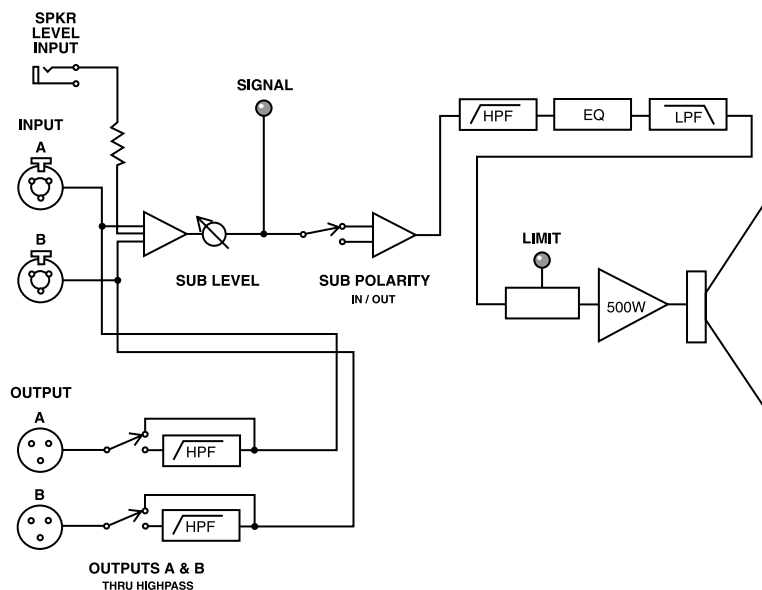 SPKR
LEVEL
INPUT
INPUT
A
B
SIGNAL
HPF
EQ
LPF
SUB LEVEL
SUB POLARITY
IN / OUT
LIMIT
500W
OUTPUT
A
HPF
B
HPF
OUTPUTS A & B
THRU HIGHPASS